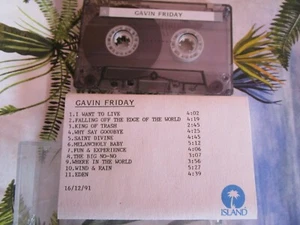 GAVIN FRIDAY
1.I WANT TO LIVE 4:02
2.FALLING OFF THE EDGE OF THE WORLD 4:19
3.KING OF TRASH 2:45
4.WHY SAY GOODBYE 4:25
5.SAINT DIVINE 4:45
6.MELANCHOLY BABY 5:12
7.FUN & EXPERIENCE 4:06
8.THE BIG NO-NO 3:07
9.WHERE IN THE WORLD 3:56
10.WIND & RAIN 5:27
11.EDEN 4:39
16/12/91
ISLAND